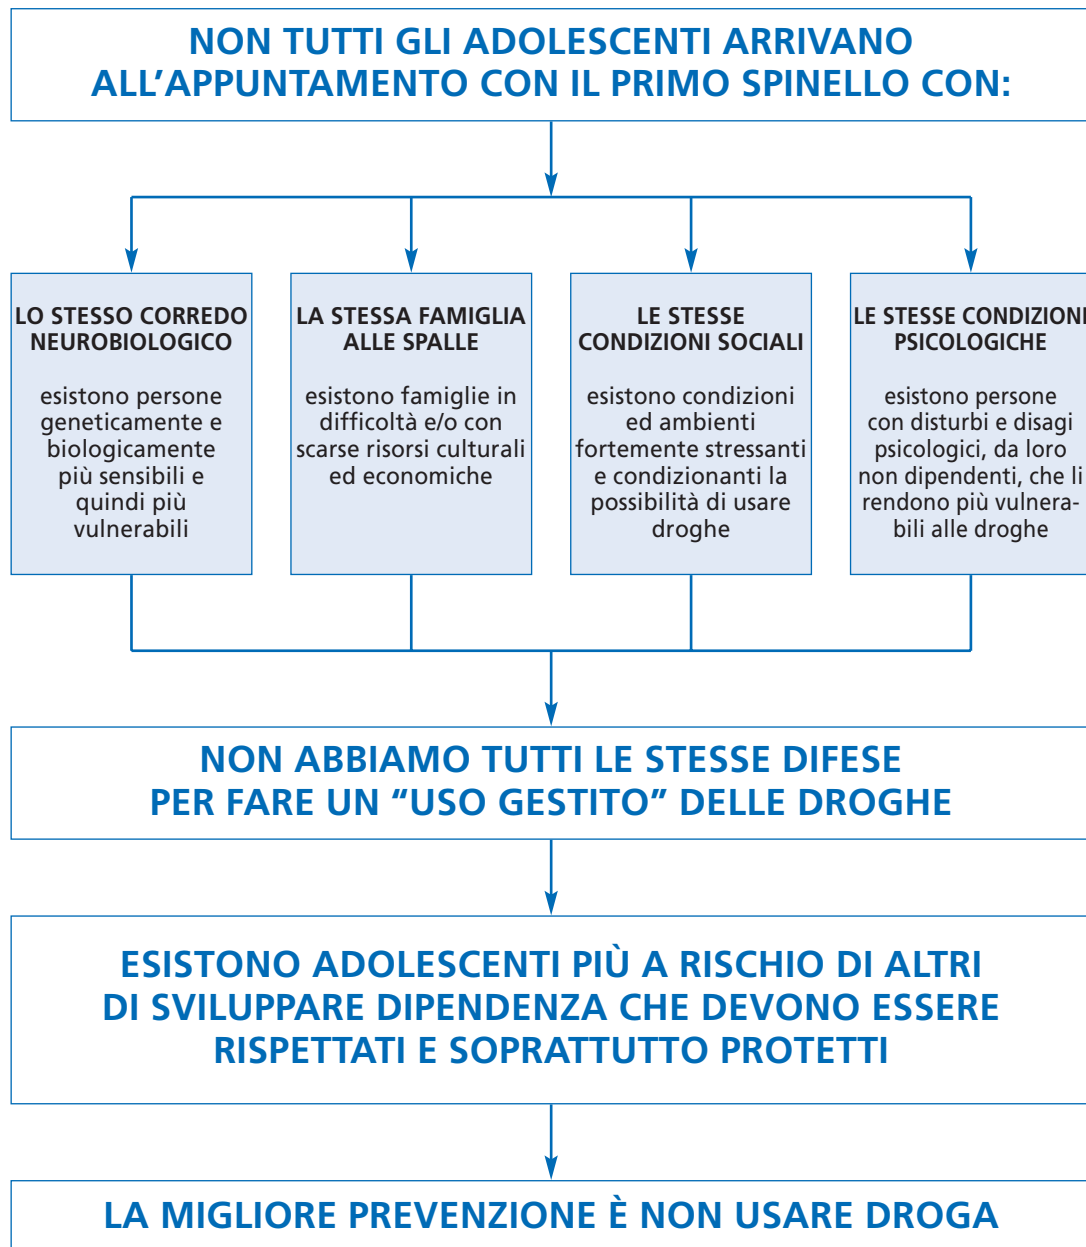 NON TUTTI GLI ADOLESCENTI ARRIVANO
ALL'APPUNTAMENTO CON IL PRIMO SPINELLO CON:
LO STESSO CORREDO
NEUROBIOLOGICO
esistono persone
geneticamente e
biologicamente
più sensibili e
quindi più
vulnerabili
LA STESSA FAMIGLIA
ALLE SPALLE
esistono famiglie in
difficoltà e/o con
scarse risorsi culturali
ed economiche
LE STESSE
CONDIZIONI SOCIALI
esistono condizioni
ed ambienti
fortemente stressanti
e condizionanti la
possibilità di usare
droghe
LE STESSE CONDIZIONI
PSICOLOGICHE
esistono persone
con disturbi e disagi
psicologici, da loro
non dipendenti, che li
rendono più vulnera-
bili alle droghe
NON ABBIAMO TUTTI LE STESSE DIFESE
PER FARE UN “USO GESTITO” DELLE DROGHE
ESISTONO ADOLESCENTI PIÙ A RISCHIO DI ALTRI
DI SVILUPPARE DIPENDENZA CHE DEVONO ESSERE
RISPETTATI E SOPRATTUTTO PROTETTI
LA MIGLIORE PREVENZIONE È NON USARE DROGA